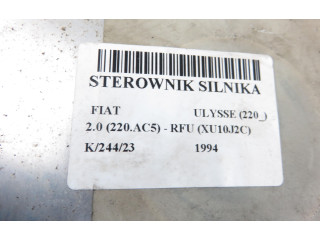 STEROWNIK SILNIKA
FIAT ULYSSE (220_)
2.0 (220.AC5) - RFU (XU10J2C)
K/244/23 1994